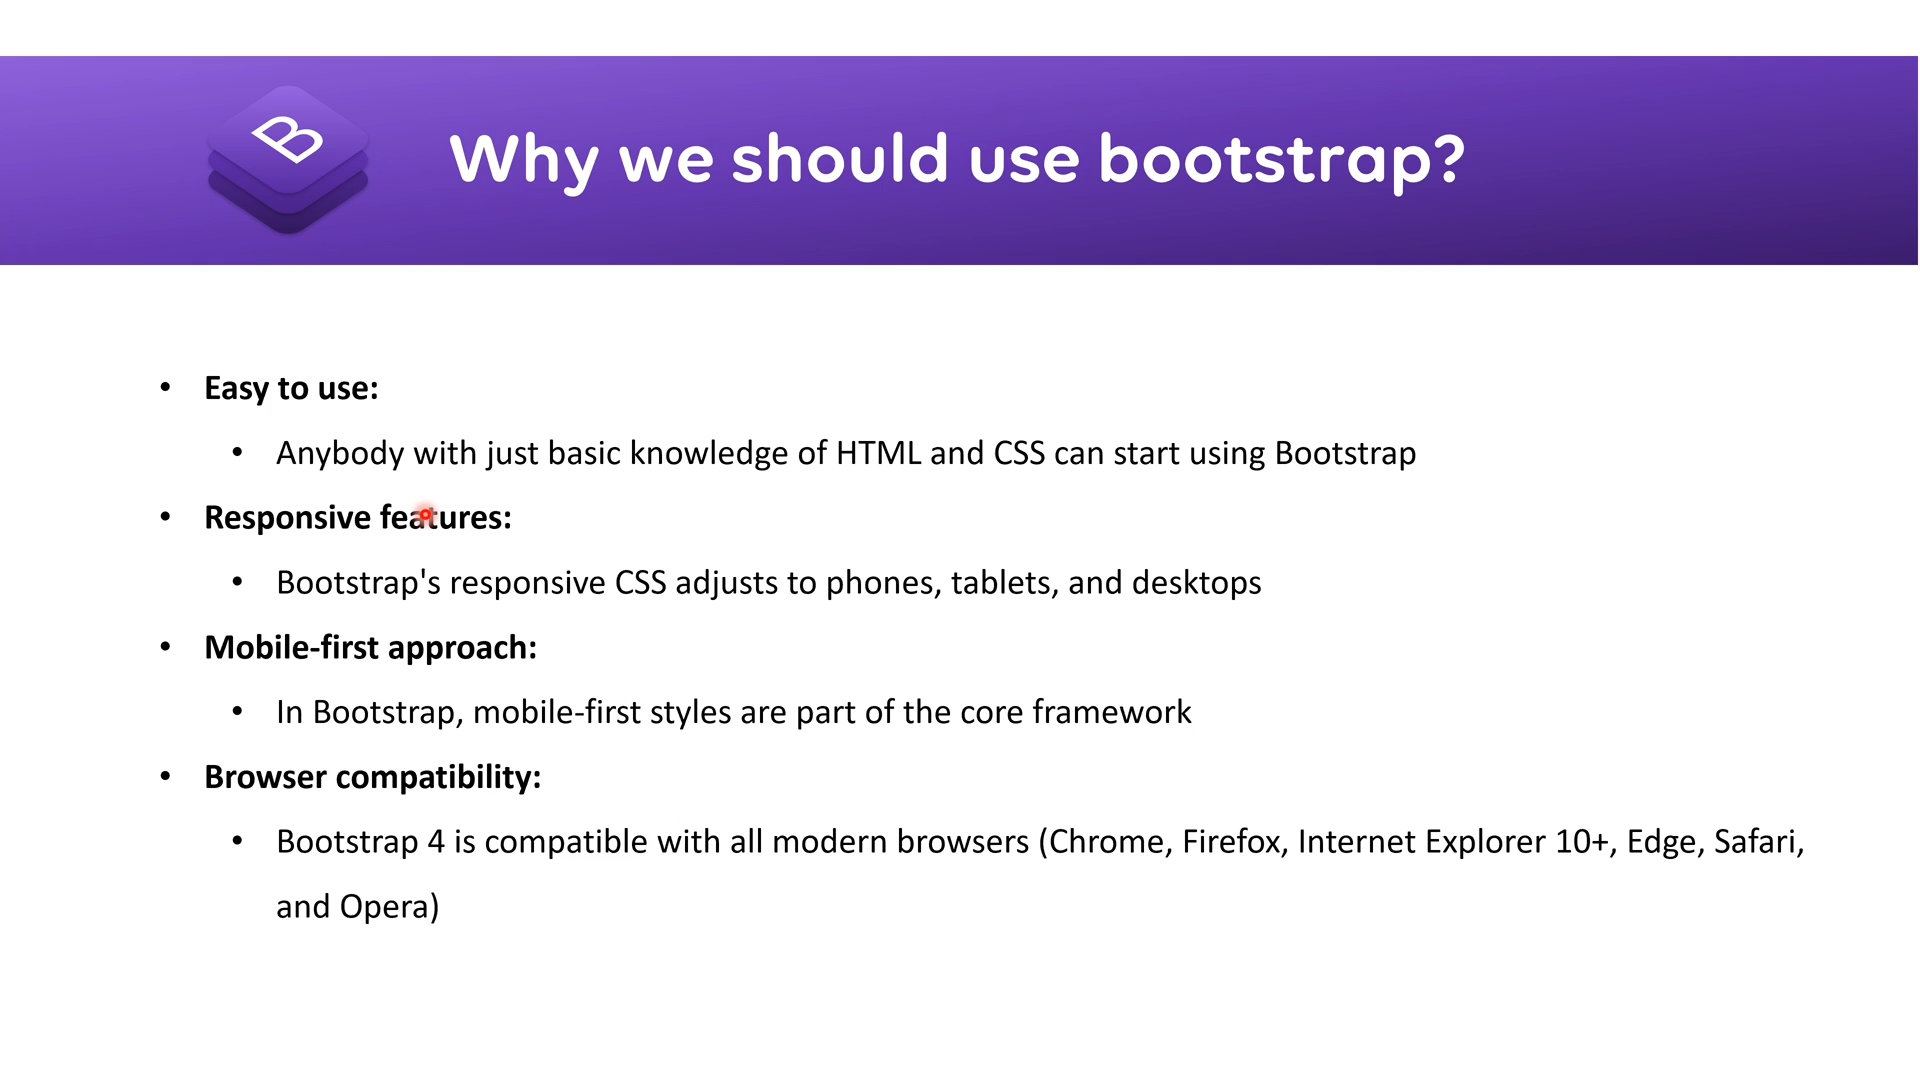 B
Why we should use bootstrap?
• Easy to use:
• Anybody with just basic knowledge of HTML and CSS can start using Bootstrap
• Responsive features:
• Bootstrap's responsive CSS adjusts to phones, tablets, and desktops
• Mobile-first approach:
• In Bootstrap, mobile-first styles are part of the core framework
• Browser compatibility:
• Bootstrap 4 is compatible with all modern browsers (Chrome, Firefox, Internet Explorer 10+, Edge, Safari,
and Opera)